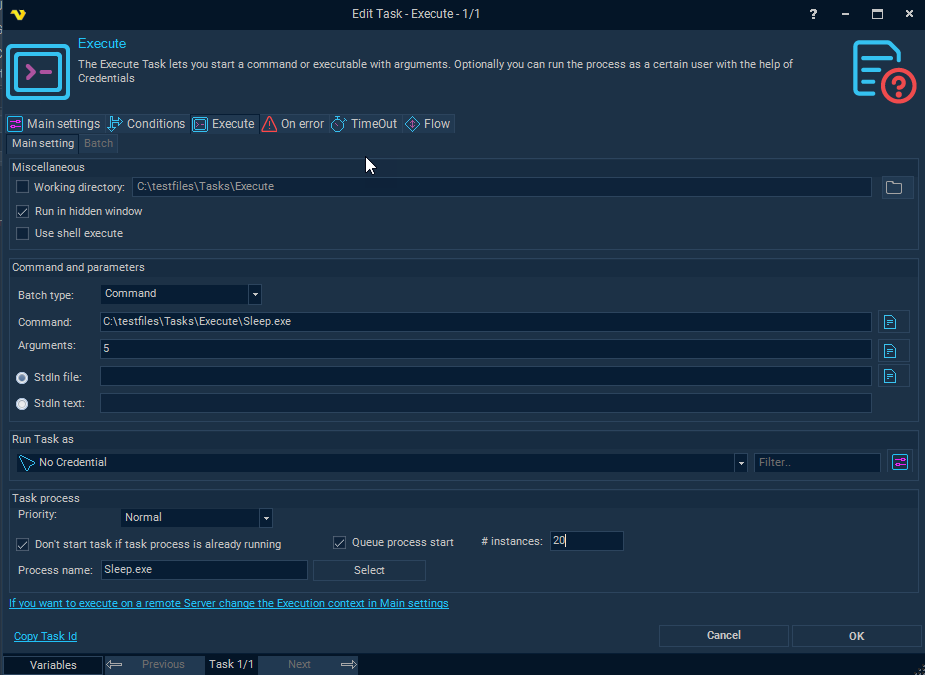 Edit Task - Execute - 1/1
?
Execute
The Execute Task lets you start a command or executable with arguments. Optionally you can run the process as a certain user with the help of
Credentials
Main settings Conditions Execute On error TimeOut Flow
Main setting Batch
Miscellaneous
Working directory: C:\testfiles\Tasks\Execute
Run in hidden window
Use shell execute
Command and parameters
Batch type: Command
Command: C:\testfiles\Tasks\Execute\Sleep.exe
Arguments: 5
StdIn file:
StdIn text:
Run Task as
No Credential Filter..
Task process
Priority: Normal
Don't start task if task process is already running Queue process start # instances: 20
Process name: Sleep.exe Select
If you want to execute on a remote Server change the Execution context in Main settings
Copy Task Id Cancel OK
Variables Previous Task 1/1 Next